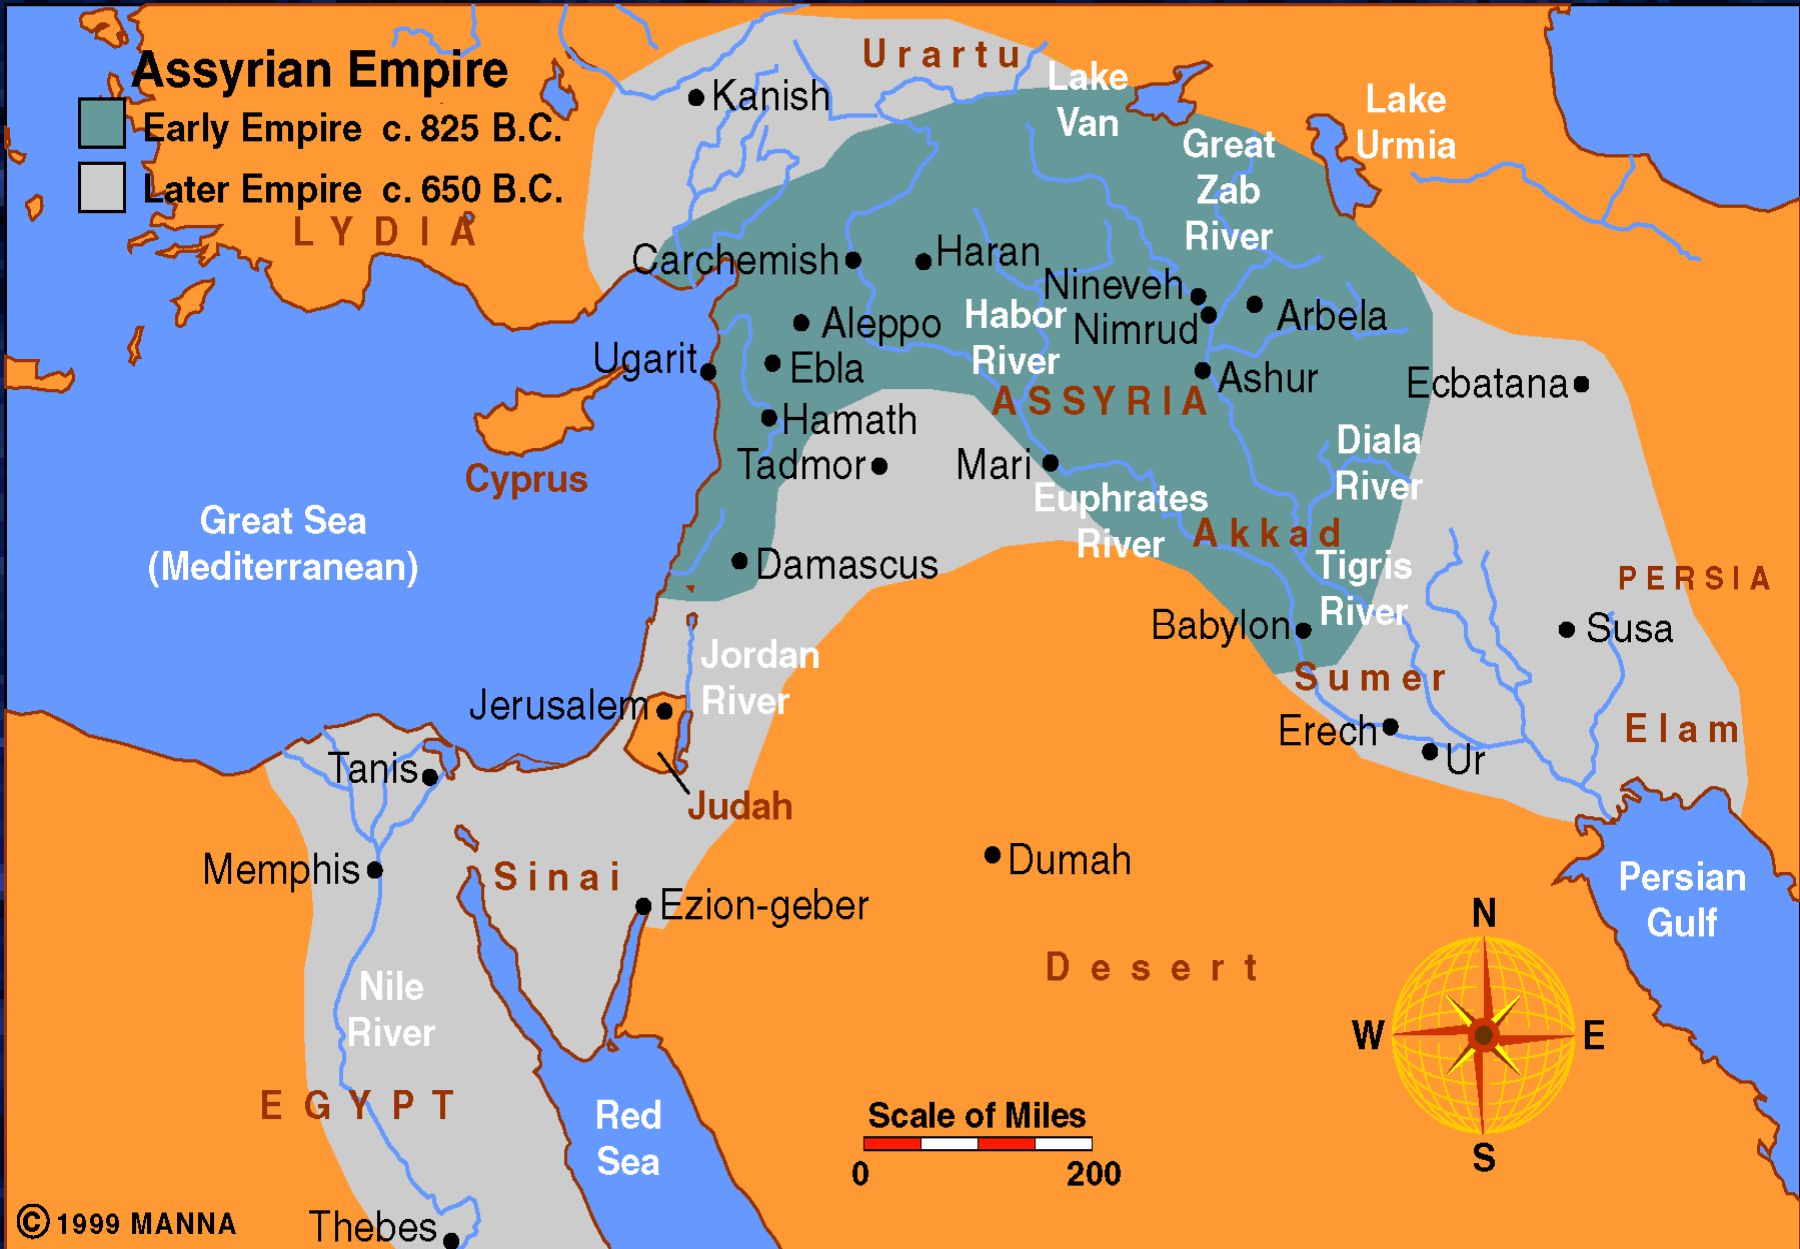 Assyrian Empire
Early Empire c. 825 B.C.
Later Empire c. 650 B.C.
Urartu
Kanish
Lake
Van
Lake
Urmia
Great
Zab
River
LYDIA
Carchemish
Haran
Nineveh
Nimrud
Arbela
Habor
River
Aleppo
Ugarit
Ebla
ASSYRIA
Ashur
Ecbatana
Hamath
Cyprus
Tadmor
Mari
Diala
River
Euphrates
River
Akkad
Great Sea
(Mediterranean)
Damascus
Tigris
River
PERSIA
Babylon
Susa
Jordan
River
Sumer
Jerusalem
Erech
Ur
Elam
Tanis
Judah
Memphis
Sinai
Dumah
Ezion-geber
Persian
Gulf
Desert
Nile
River
N
W
E
S
EGYPT
Red
Sea
Scale of Miles
0 200
Thebes
© 1999 MANNA